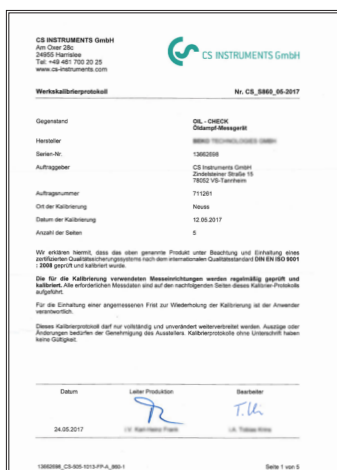 CS INSTRUMENTS GmbH
Am Oxer 28c
24955 Harrislee
Tel: +49 461 700 20 25
www.cs-instruments.com
CS INSTRUMENTS GmbH
Werkskalibrierprotokoll Nr. CS_S860_05-2017
Gegenstand OIL - CHECK
Öldampf-Messgerät
Hersteller
Serien-Nr. 13662698
Auftraggeber CS Instruments GmbH
Zindelsteiner Straße 15
78052 VS-Tannheim
Auftragsnummer 711261
Ort der Kalibrierung Neuss
Datum der Kalibrierung 12.05.2017
Anzahl der Seiten 5
Wir erklären hiermit, dass das oben genannte Produkt unter Beachtung und Einhaltung eines
zertifizierten Qualitätssicherungssystems nach dem internationalen Qualitätsstandard DIN EN ISO 9001
: 2008 geprüft und kalibriert wurde.
Die für die Kalibrierung verwendeten Messeinrichtungen werden regelmäßig geprüft und
kalibriert. Alle erforderlichen Messdaten sind auf den nachfolgenden Seiten dieses Kalibrier-Protokolls
aufgeführt.
Für die Einhaltung einer angemessenen Frist zur Wiederholung der Kalibrierung ist der Anwender
verantwortlich.
Dieses Kalibrierprotokoll darf nur vollständig und unverändert weiterverbreitet werden. Auszüge oder
Änderungen bedürfen der Genehmigung des Ausstellers. Kalibrierprotokolle ohne Unterschrift haben
keine Gültigkeit.
Datum Leiter Produktion Bearbeiter
24.05.2017
13662698_CS-505-1013-FP-A_860-1 Seite 1 von 5